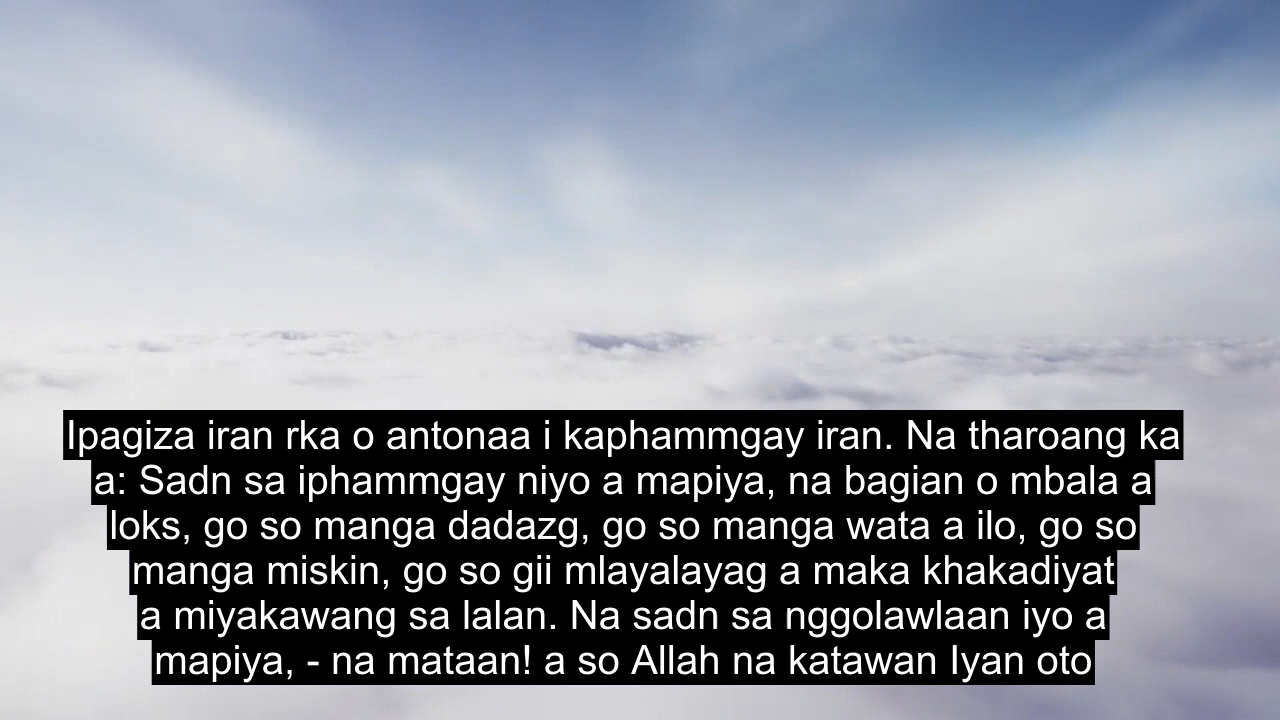 Ipagiza iran rka o antonaa i kaphammgay iran. Na tharoang ka
a: Sadn sa iphammgay niyo a mapiya, na bagian o mbala a
loks, go so manga dadazg, go so manga wata a ilo, go so
manga miskin, go so gii mlayalayag a maka khakadiyat
a miyakawang sa lalan. Na sadn sa nggolawlaan iyo a
mapiya, - na mataan! a so Allah na katawan Iyan oto